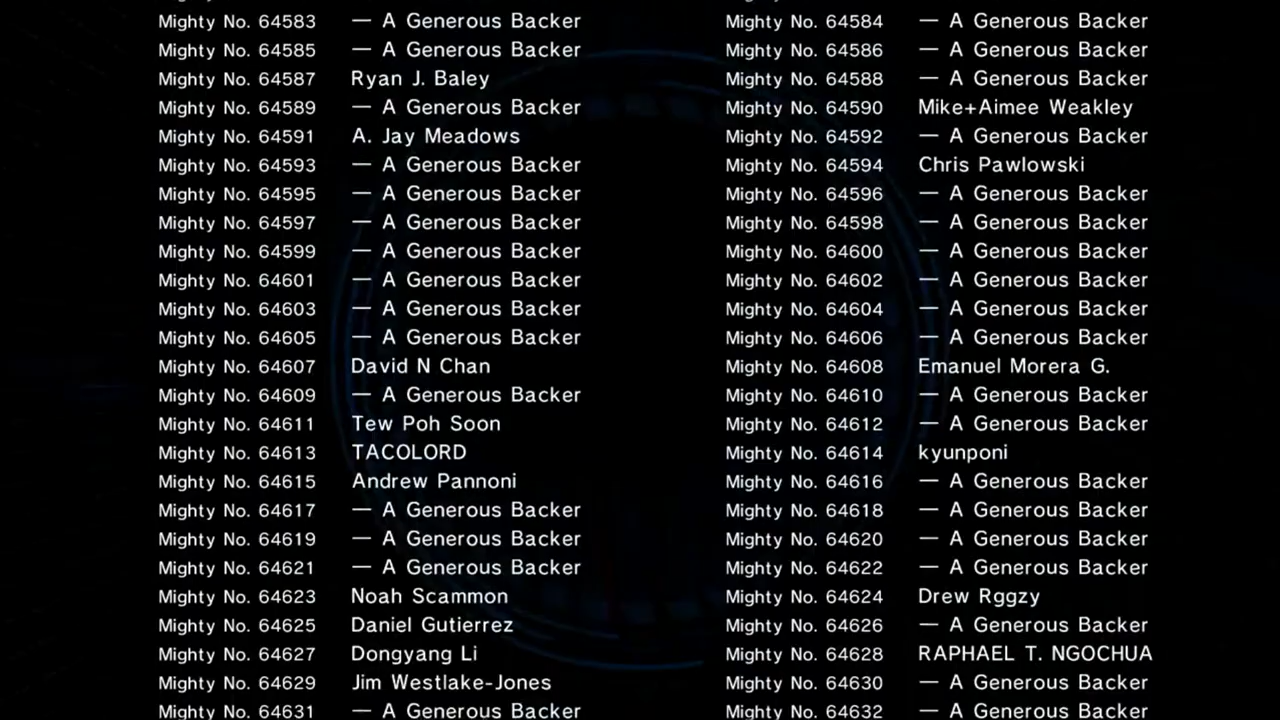 Mighty No. 64583 — A Generous Backer Mighty No. 64584 — A Generous Backer
Mighty No. 64585 — A Generous Backer Mighty No. 64586 — A Generous Backer
Mighty No. 64587 Ryan J. Baley Mighty No. 64588 — A Generous Backer
Mighty No. 64589 — A Generous Backer Mighty No. 64590 Mike+Aimee Weakley
Mighty No. 64591 A. Jay Meadows Mighty No. 64592 — A Generous Backer
Mighty No. 64593 — A Generous Backer Mighty No. 64594 Chris Pawlowski
Mighty No. 64595 — A Generous Backer Mighty No. 64596 — A Generous Backer
Mighty No. 64597 — A Generous Backer Mighty No. 64598 — A Generous Backer
Mighty No. 64599 — A Generous Backer Mighty No. 64600 — A Generous Backer
Mighty No. 64601 — A Generous Backer Mighty No. 64602 — A Generous Backer
Mighty No. 64603 — A Generous Backer Mighty No. 64604 — A Generous Backer
Mighty No. 64605 — A Generous Backer Mighty No. 64606 — A Generous Backer
Mighty No. 64607 David N Chan Mighty No. 64608 Emanuel Morera G.
Mighty No. 64609 — A Generous Backer Mighty No. 64610 — A Generous Backer
Mighty No. 64611 Tew Poh Soon Mighty No. 64612 — A Generous Backer
Mighty No. 64613 TACOLORD Mighty No. 64614 kyunponi
Mighty No. 64615 Andrew Pannoni Mighty No. 64616 — A Generous Backer
Mighty No. 64617 — A Generous Backer Mighty No. 64618 — A Generous Backer
Mighty No. 64619 — A Generous Backer Mighty No. 64620 — A Generous Backer
Mighty No. 64621 — A Generous Backer Mighty No. 64622 — A Generous Backer
Mighty No. 64623 Noah Scammon Mighty No. 64624 Drew Rggzy
Mighty No. 64625 Daniel Gutierrez Mighty No. 64626 — A Generous Backer
Mighty No. 64627 Dongyang Li Mighty No. 64628 RAPHAEL T. NGOCHUA
Mighty No. 64629 Jim Westlake-Jones Mighty No. 64630 — A Generous Backer
Mighty No. 64631 — A Generous Backer Mighty No. 64632 — A Generous Backer